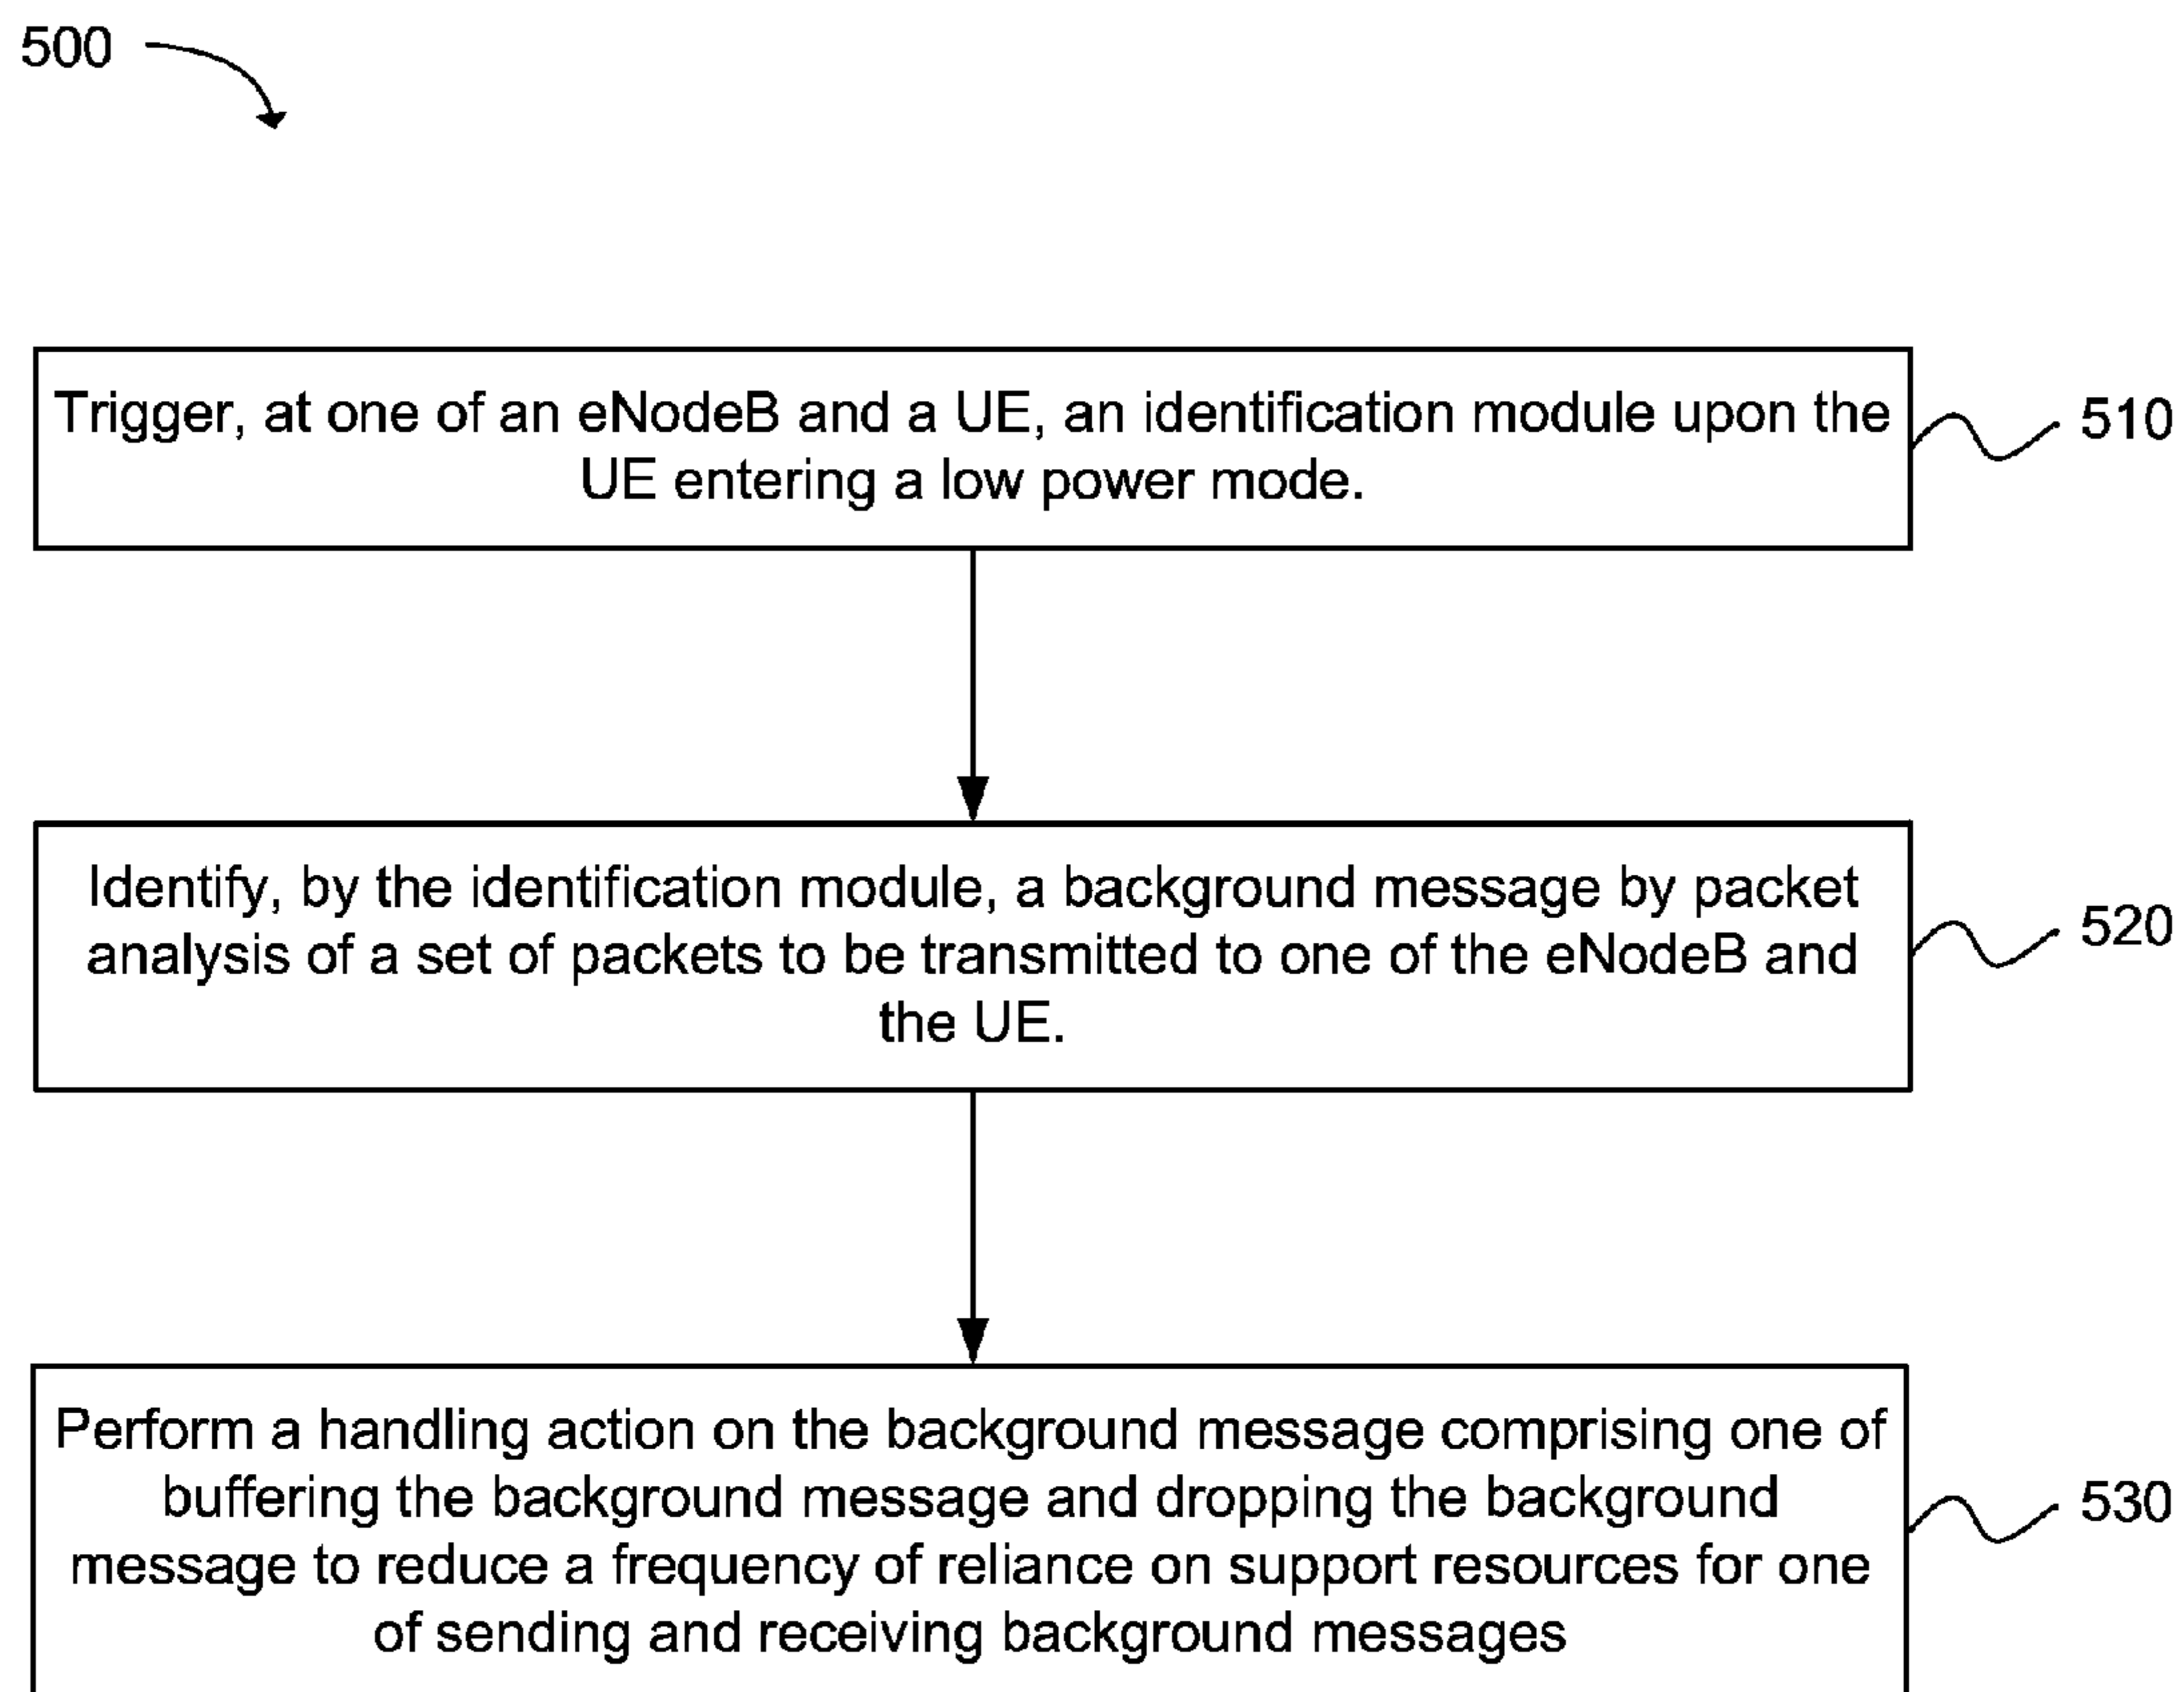 500
Trigger, at one of an eNodeB and a UE, an identification module upon the
UE entering a low power mode.
510
Identify, by the identification module, a background message by packet
analysis of a set of packets to be transmitted to one of the eNodeB and
the UE.
520
Perform a handling action on the background message comprising one of
buffering the background message and dropping the background
message to reduce a frequency of reliance on support resources for one
of sending and receiving background messages
530